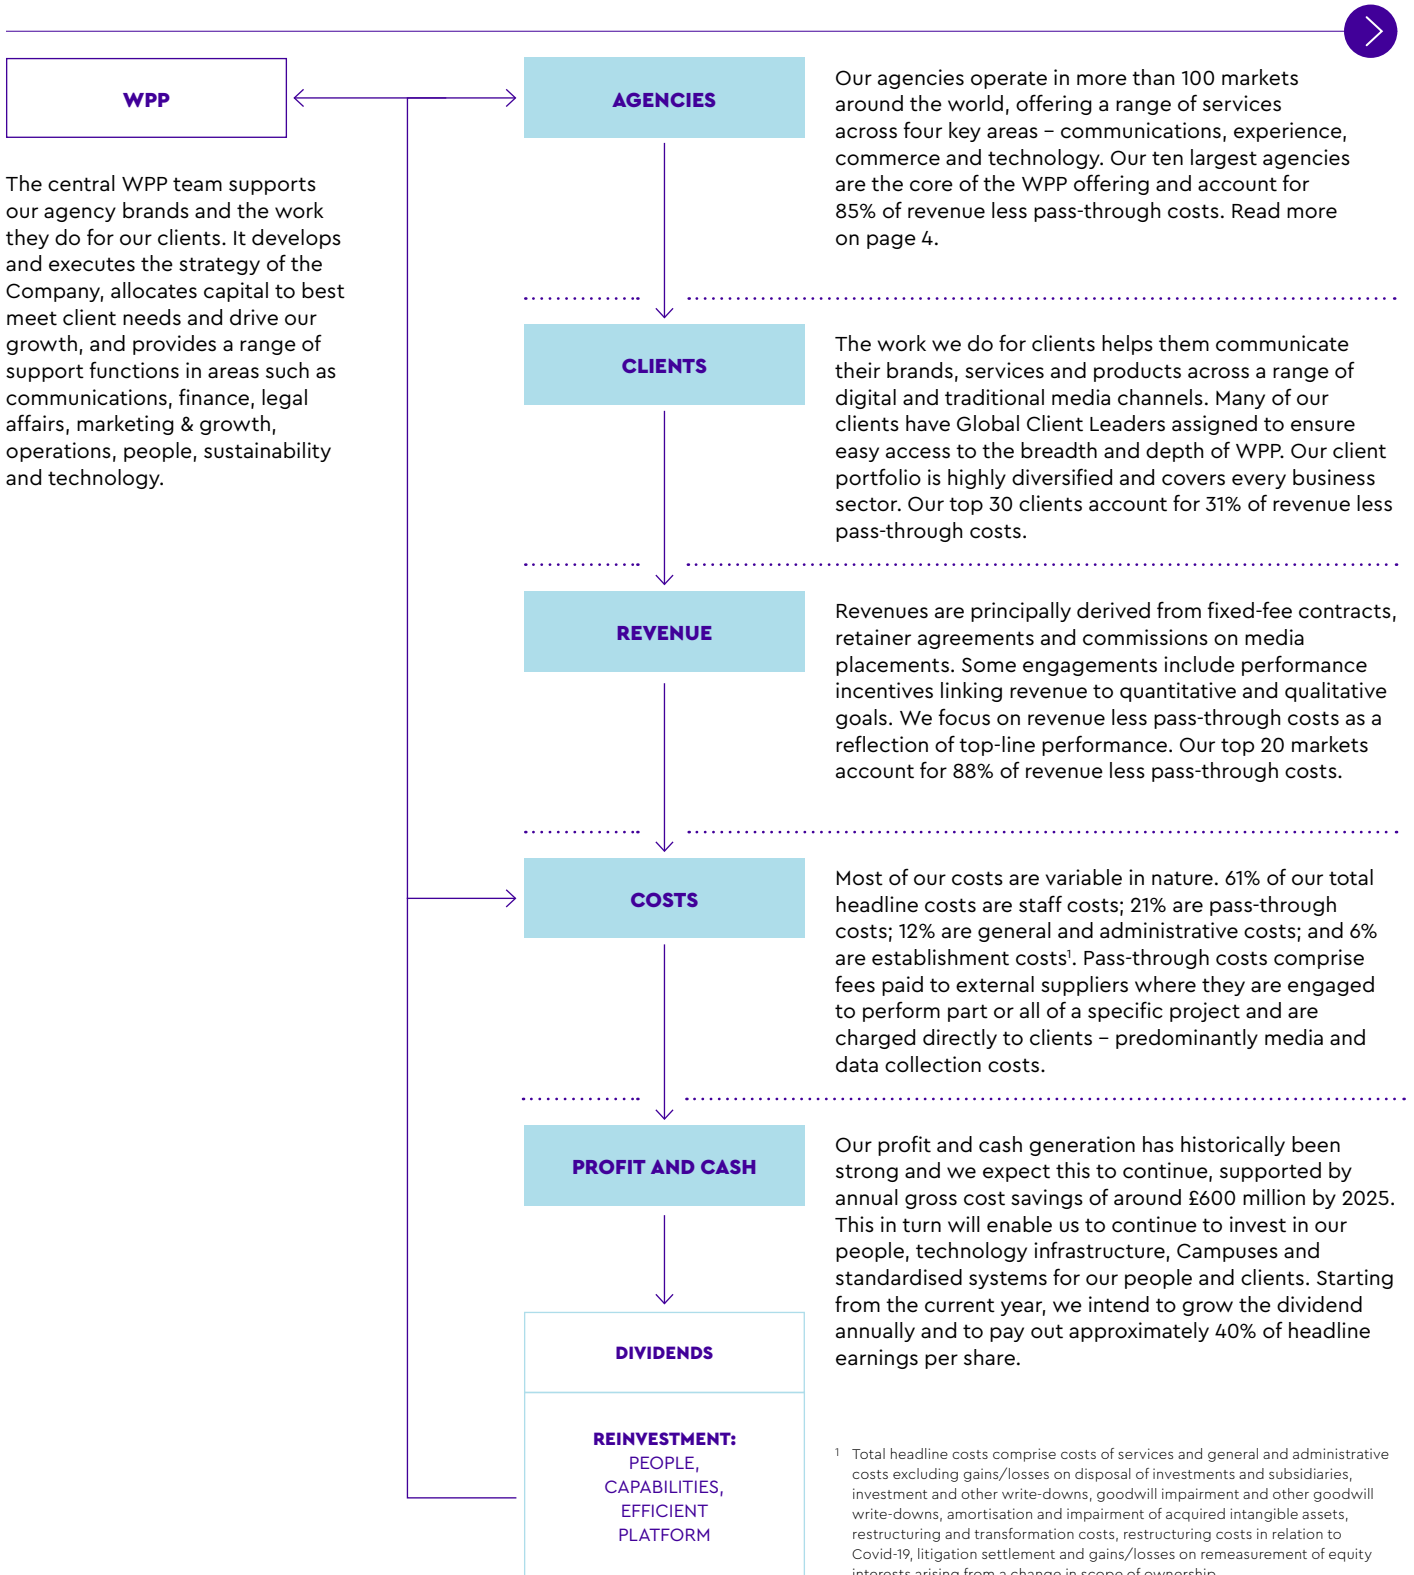 WPP
The central WPP team supports
our agency brands and the work
they do for our clients. It develops
and executes the strategy of the
Company, allocates capital to best
meet client needs and drive our
growth, and provides a range of
support functions in areas such as
communications, finance, legal
affairs, marketing & growth,
operations, people, sustainability
and technology.
AGENCIES
Our agencies operate in more than 100 markets
around the world, offering a range of services
across four key areas – communications, experience,
commerce and technology. Our ten largest agencies
are the core of the WPP offering and account for
85% of revenue less pass-through costs. Read more
on page 4.
CLIENTS
The work we do for clients helps them communicate
their brands, services and products across a range of
digital and traditional media channels. Many of our
clients have Global Client Leaders assigned to ensure
easy access to the breadth and depth of WPP. Our client
portfolio is highly diversified and covers every business
sector. Our top 30 clients account for 31% of revenue less
pass-through costs.
REVENUE
Revenues are principally derived from fixed-fee contracts,
retainer agreements and commissions on media
placements. Some engagements include performance
incentives linking revenue to quantitative and qualitative
goals. We focus on revenue less pass-through costs as a
reflection of top-line performance. Our top 20 markets
account for 88% of revenue less pass-through costs.
COSTS
Most of our costs are variable in nature. 61% of our total
headline costs are staff costs; 21% are pass-through
costs; 12% are general and administrative costs; and 6%
are establishment costs¹. Pass-through costs comprise
fees paid to external suppliers where they are engaged
to perform part or all of a specific project and are
charged directly to clients – predominantly media and
data collection costs.
PROFIT AND CASH
Our profit and cash generation has historically been
strong and we expect this to continue, supported by
annual gross cost savings of around £600 million by 2025.
This in turn will enable us to continue to invest in our
people, technology infrastructure, Campuses and
standardised systems for our people and clients. Starting
from the current year, we intend to grow the dividend
annually and to pay out approximately 40% of headline
earnings per share.
DIVIDENDS
REINVESTMENT:
PEOPLE,
CAPABILITIES,
EFFICIENT
PLATFORM
¹ Total headline costs comprise costs of services and general and administrative
costs excluding gains/losses on disposal of investments and subsidiaries,
investment and other write-downs, goodwill impairment and other goodwill
write-downs, amortisation and impairment of acquired intangible assets,
restructuring and transformation costs, restructuring costs in relation to
Covid-19, litigation settlement and gains/losses on remeasurement of equity
interests arising from a change in scope of ownership